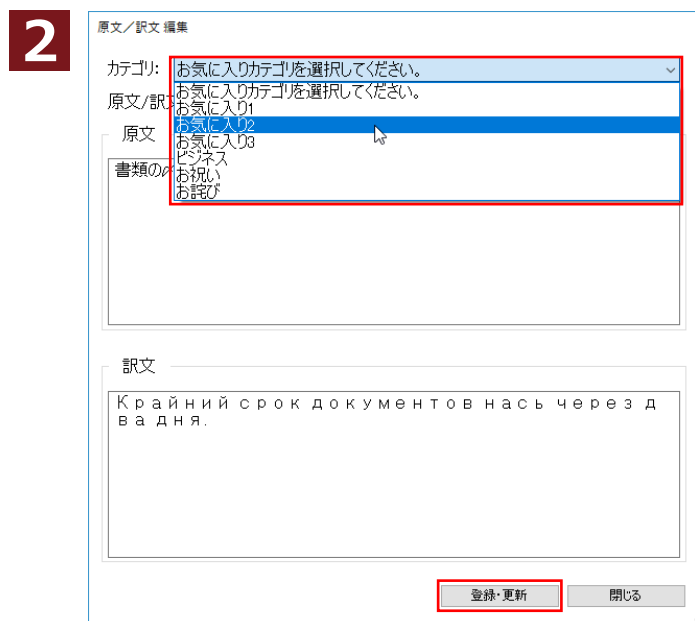 2
原文／訳文 編集
カテゴリ: お気に入りカテゴリを選択してください。
お気に入りカテゴリを選択してください。
原文/訳
お気に入り1
お気に入り2
原文
お気に入り3
ビジネス
書類の
お祝い
お詫び
訳文
Крайний срок документов нась через д
ва дня.
登録・更新 閉じる